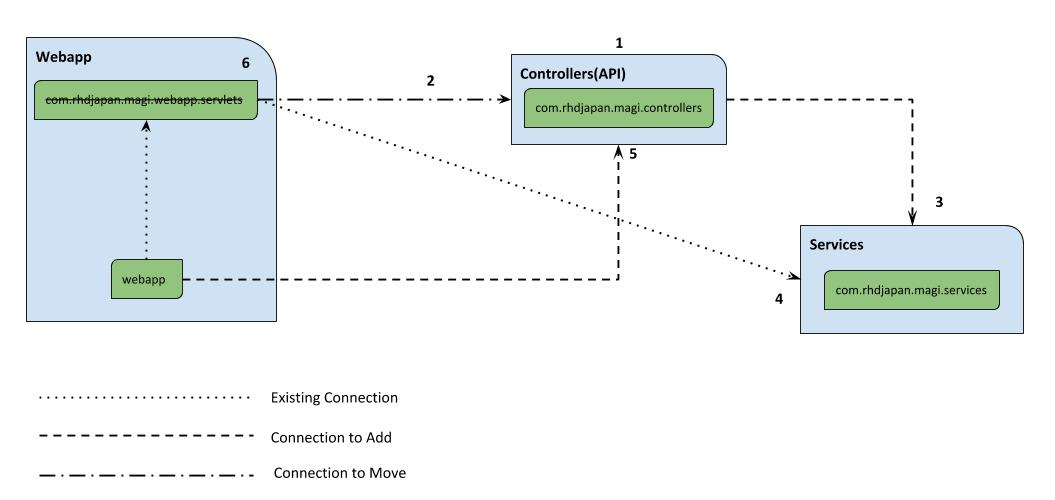 1
Webapp
6
2
Controllers(API)
com.rhdjapan.magi.webapp.servlets
com.rhdjapan.magi.controllers
5
3
Services
webapp
com.rhdjapan.magi.services
4
Existing Connection
Connection to Add
Connection to Move